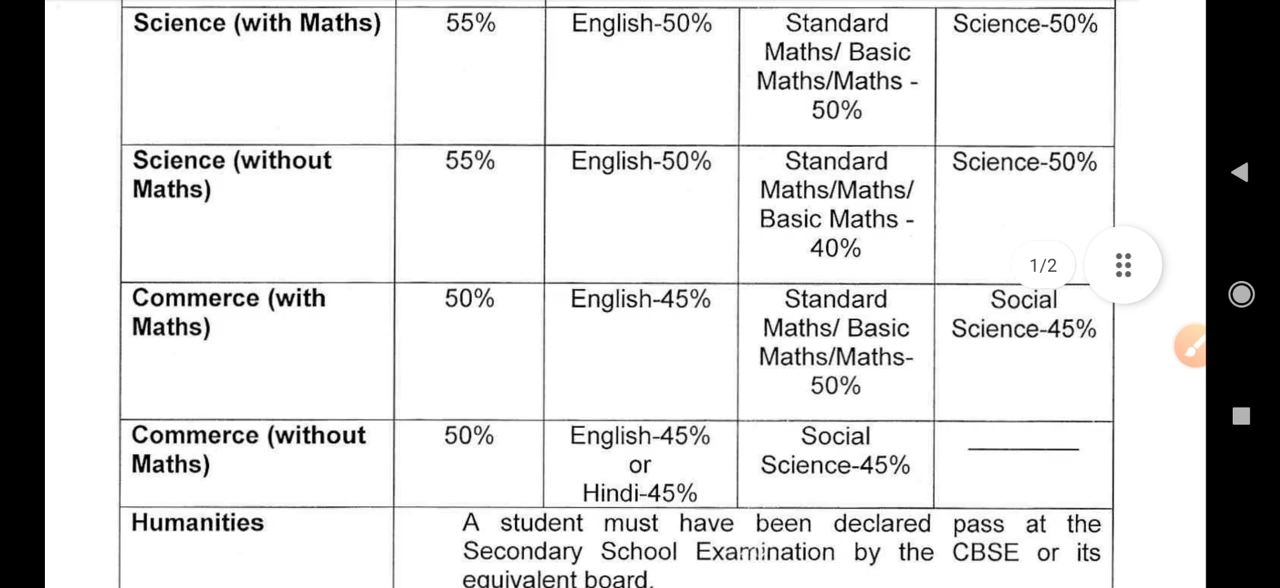 Science (with Maths) 55% English-50% Standard Science-50%
Maths/ Basic
Maths/Maths -
50%
Science (without 55% English-50% Standard Science-50%
Maths) Maths/Maths/
Basic Maths -
40%
1/2
Commerce (with 50% English-45% Standard Social
Maths) Maths/ Basic Science-45%
Maths/Maths-
50%
Commerce (without 50% English-45% Social
Maths) or Science-45%
Hindi-45%
Humanities A student must have been declared pass at the
Secondary School Examination by the CBSE or its
equivalent board.